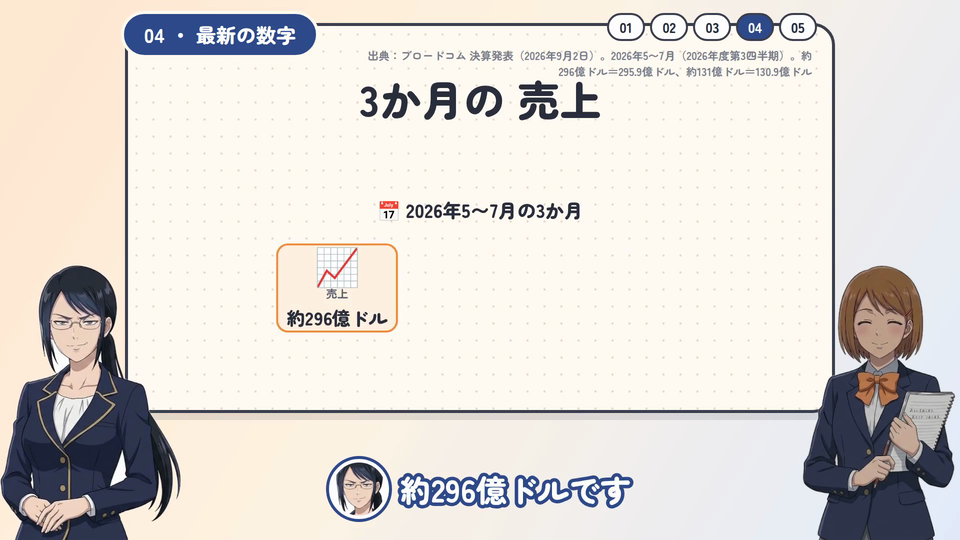 04 ・ 最新の数字
01 02 03 04 05
出典：ブロードコム 決算発表（2026年9月2日）。2026年5〜7月（2026年度第3四半期）。約
296億ドル＝295.9億ドル、約131億ドル＝130.9億ドル
3か月の 売上
July 17 2026年5〜7月の3か月
売上
約296億ドル
約296億ドルです